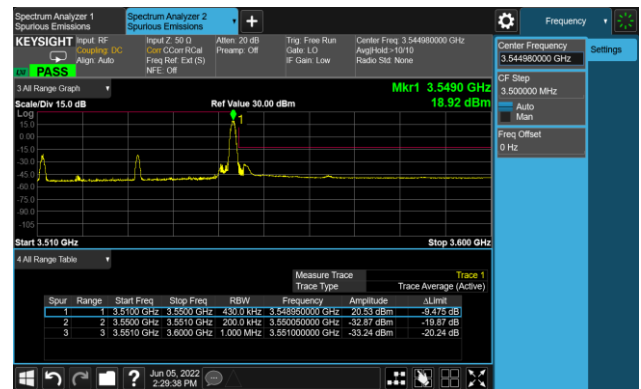 Spectrum Analyzer 1
Spurious Emissions
Spectrum Analyzer 2
Spurious Emissions
Frequency
KEYSIGHT
Input: RF
Coupling: DC
Align: Auto
Input Z: 50 Ω
Corr CCorr RCal
Freq Ref: Ext (S)
NFE: Off
Atten: 20 dB
Preamp: Off
Trig: Free Run
Gate: LO
IF Gain: Low
Center Freq: 3.544980000 GHz
Avg|Hold:>10/10
Radio Std: None
PASS
Center Frequency
3.544980000 GHz
Settings
CF Step
3.500000 MHz
Auto
Man
Freq Offset
0 Hz
3 All Range Graph
Mkr1 3.5490 GHz
Scale/Div 15.0 dB
Ref Value 30.00 dBm
18.92 dBm
Log
1
15.0
0.00
-15.0
-30.0
-45.0
-60.0
-75.0
-90.0
-105
Start 3.510 GHz
Stop 3.600 GHz
4 All Range Table
Measure Trace Trace 1
Trace Type Trace Average (Active)
Spur Range Start Freq Stop Freq RBW Frequency Amplitude ΔLimit
1 1 3.5100 GHz 3.5500 GHz 430.0 kHz 3.548950000 GHz 20.53 dBm -9.475 dB
2 2 3.5500 GHz 3.5510 GHz 200.0 kHz 3.550050000 GHz -32.87 dBm -19.87 dB
3 3 3.5510 GHz 3.6000 GHz 1.000 MHz 3.551000000 GHz -33.24 dBm -20.24 dB
Jun 05, 2022
2:29:38 PM